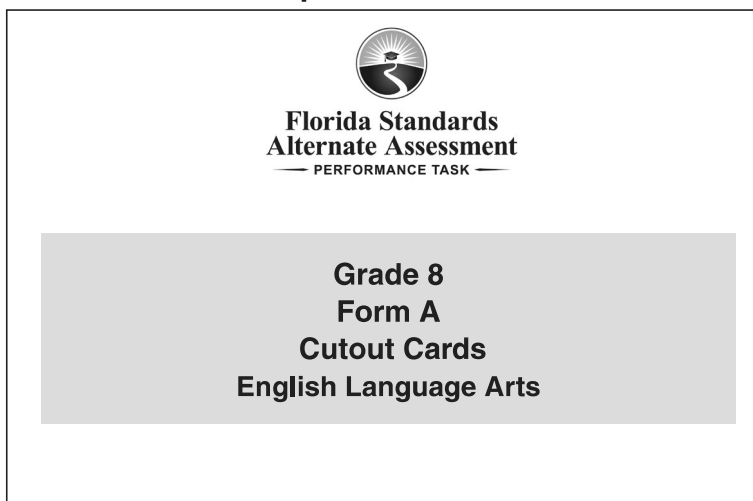 Florida Standards
Alternate Assessment
PERFORMANCE TASK
Grade 8
Form A
Cutout Cards
English Language Arts